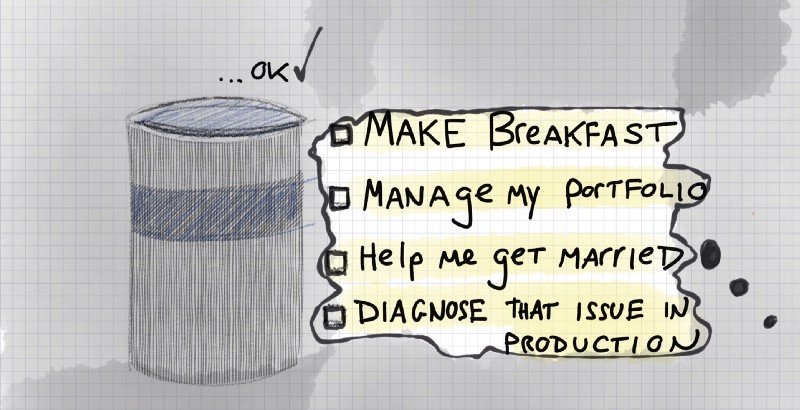 ...OK✓
MAKE BreAKFAST
MANAge my PORTFOLIO
Help me get MArrieD
DIAGNOSE THAT ISSUE IN
PRODUCTION